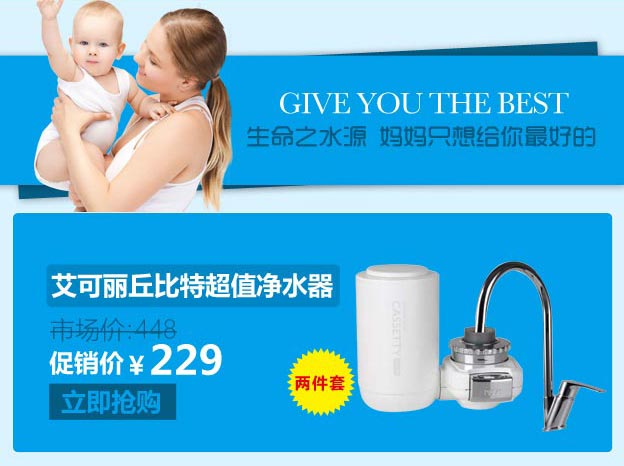 GIVE YOU THE BEST
生命之水源 妈妈只想给你最好的
艾可丽丘比特超值净水器
市场价:448
促销价￥229
立即抢购
两件套